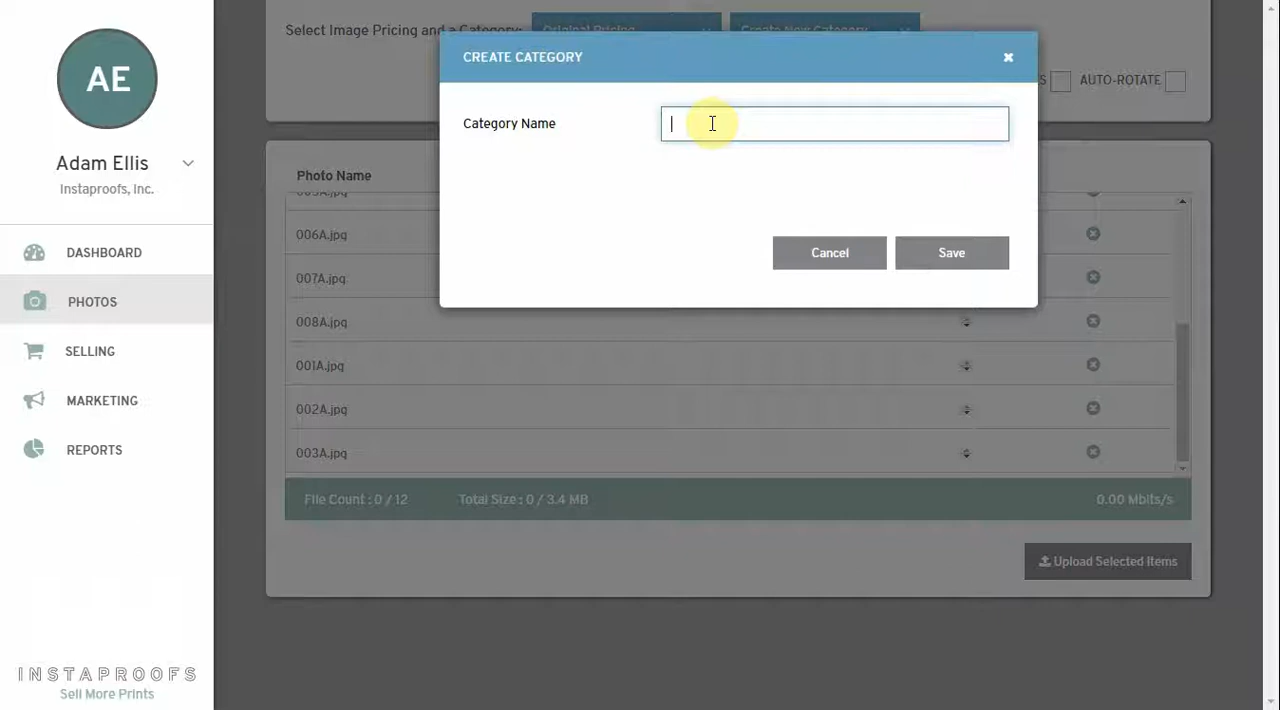 AE
Adam Ellis
Instaproofs, Inc.
DASHBOARD
PHOTOS
SELLING
MARKETING
REPORTS
INSTAPROOFS
Sell More Prints
Select Image Pricing and a Category:
Original Pricing
Create New Category
AUTO-ROTATE
CREATE CATEGORY
Category Name
Cancel
Save
Photo Name
005A.jpg
006A.jpg
007A.jpg
008A.jpg
001A.jpg
002A.jpg
003A.jpg
File Count : 0 / 12
Total Size : 0 / 3.4 MB
0.00 Mbits/s
Upload Selected Items